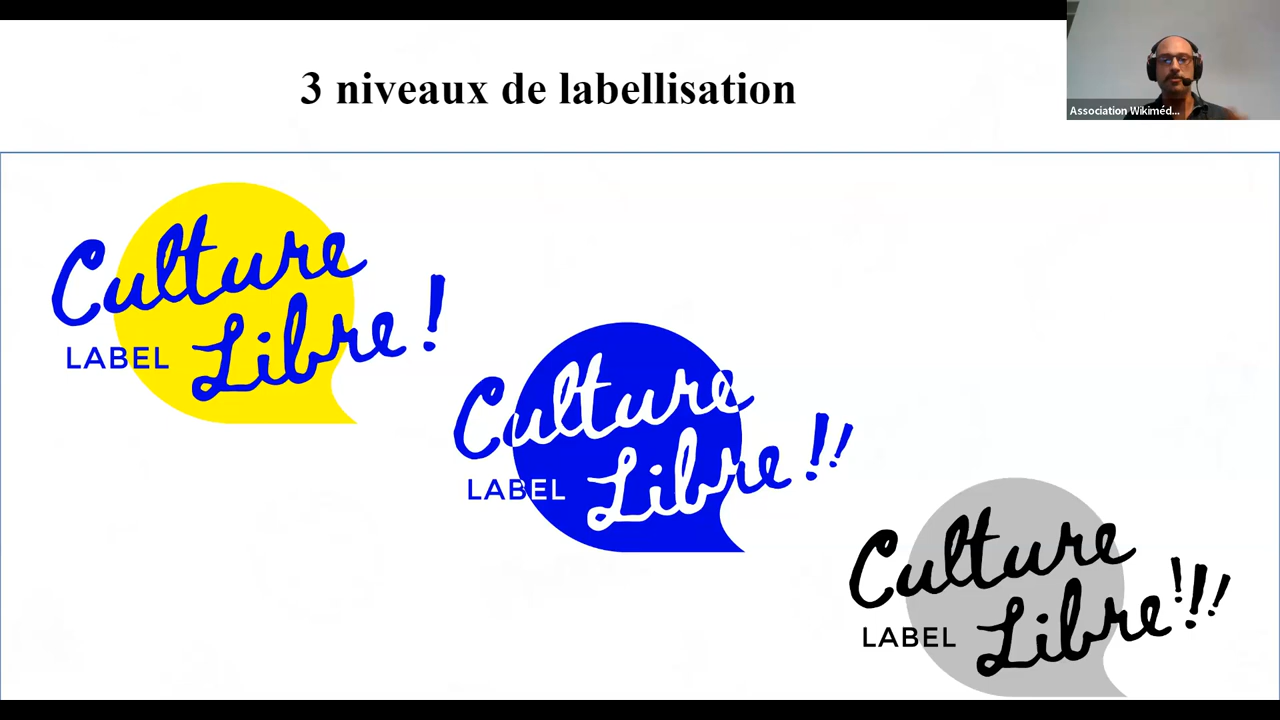 3 niveaux de labellisation
Association Wikiméd...
Culture
Libre !
LABEL
Culture
Libre !!
LABEL
Culture
Libre !!!
LABEL